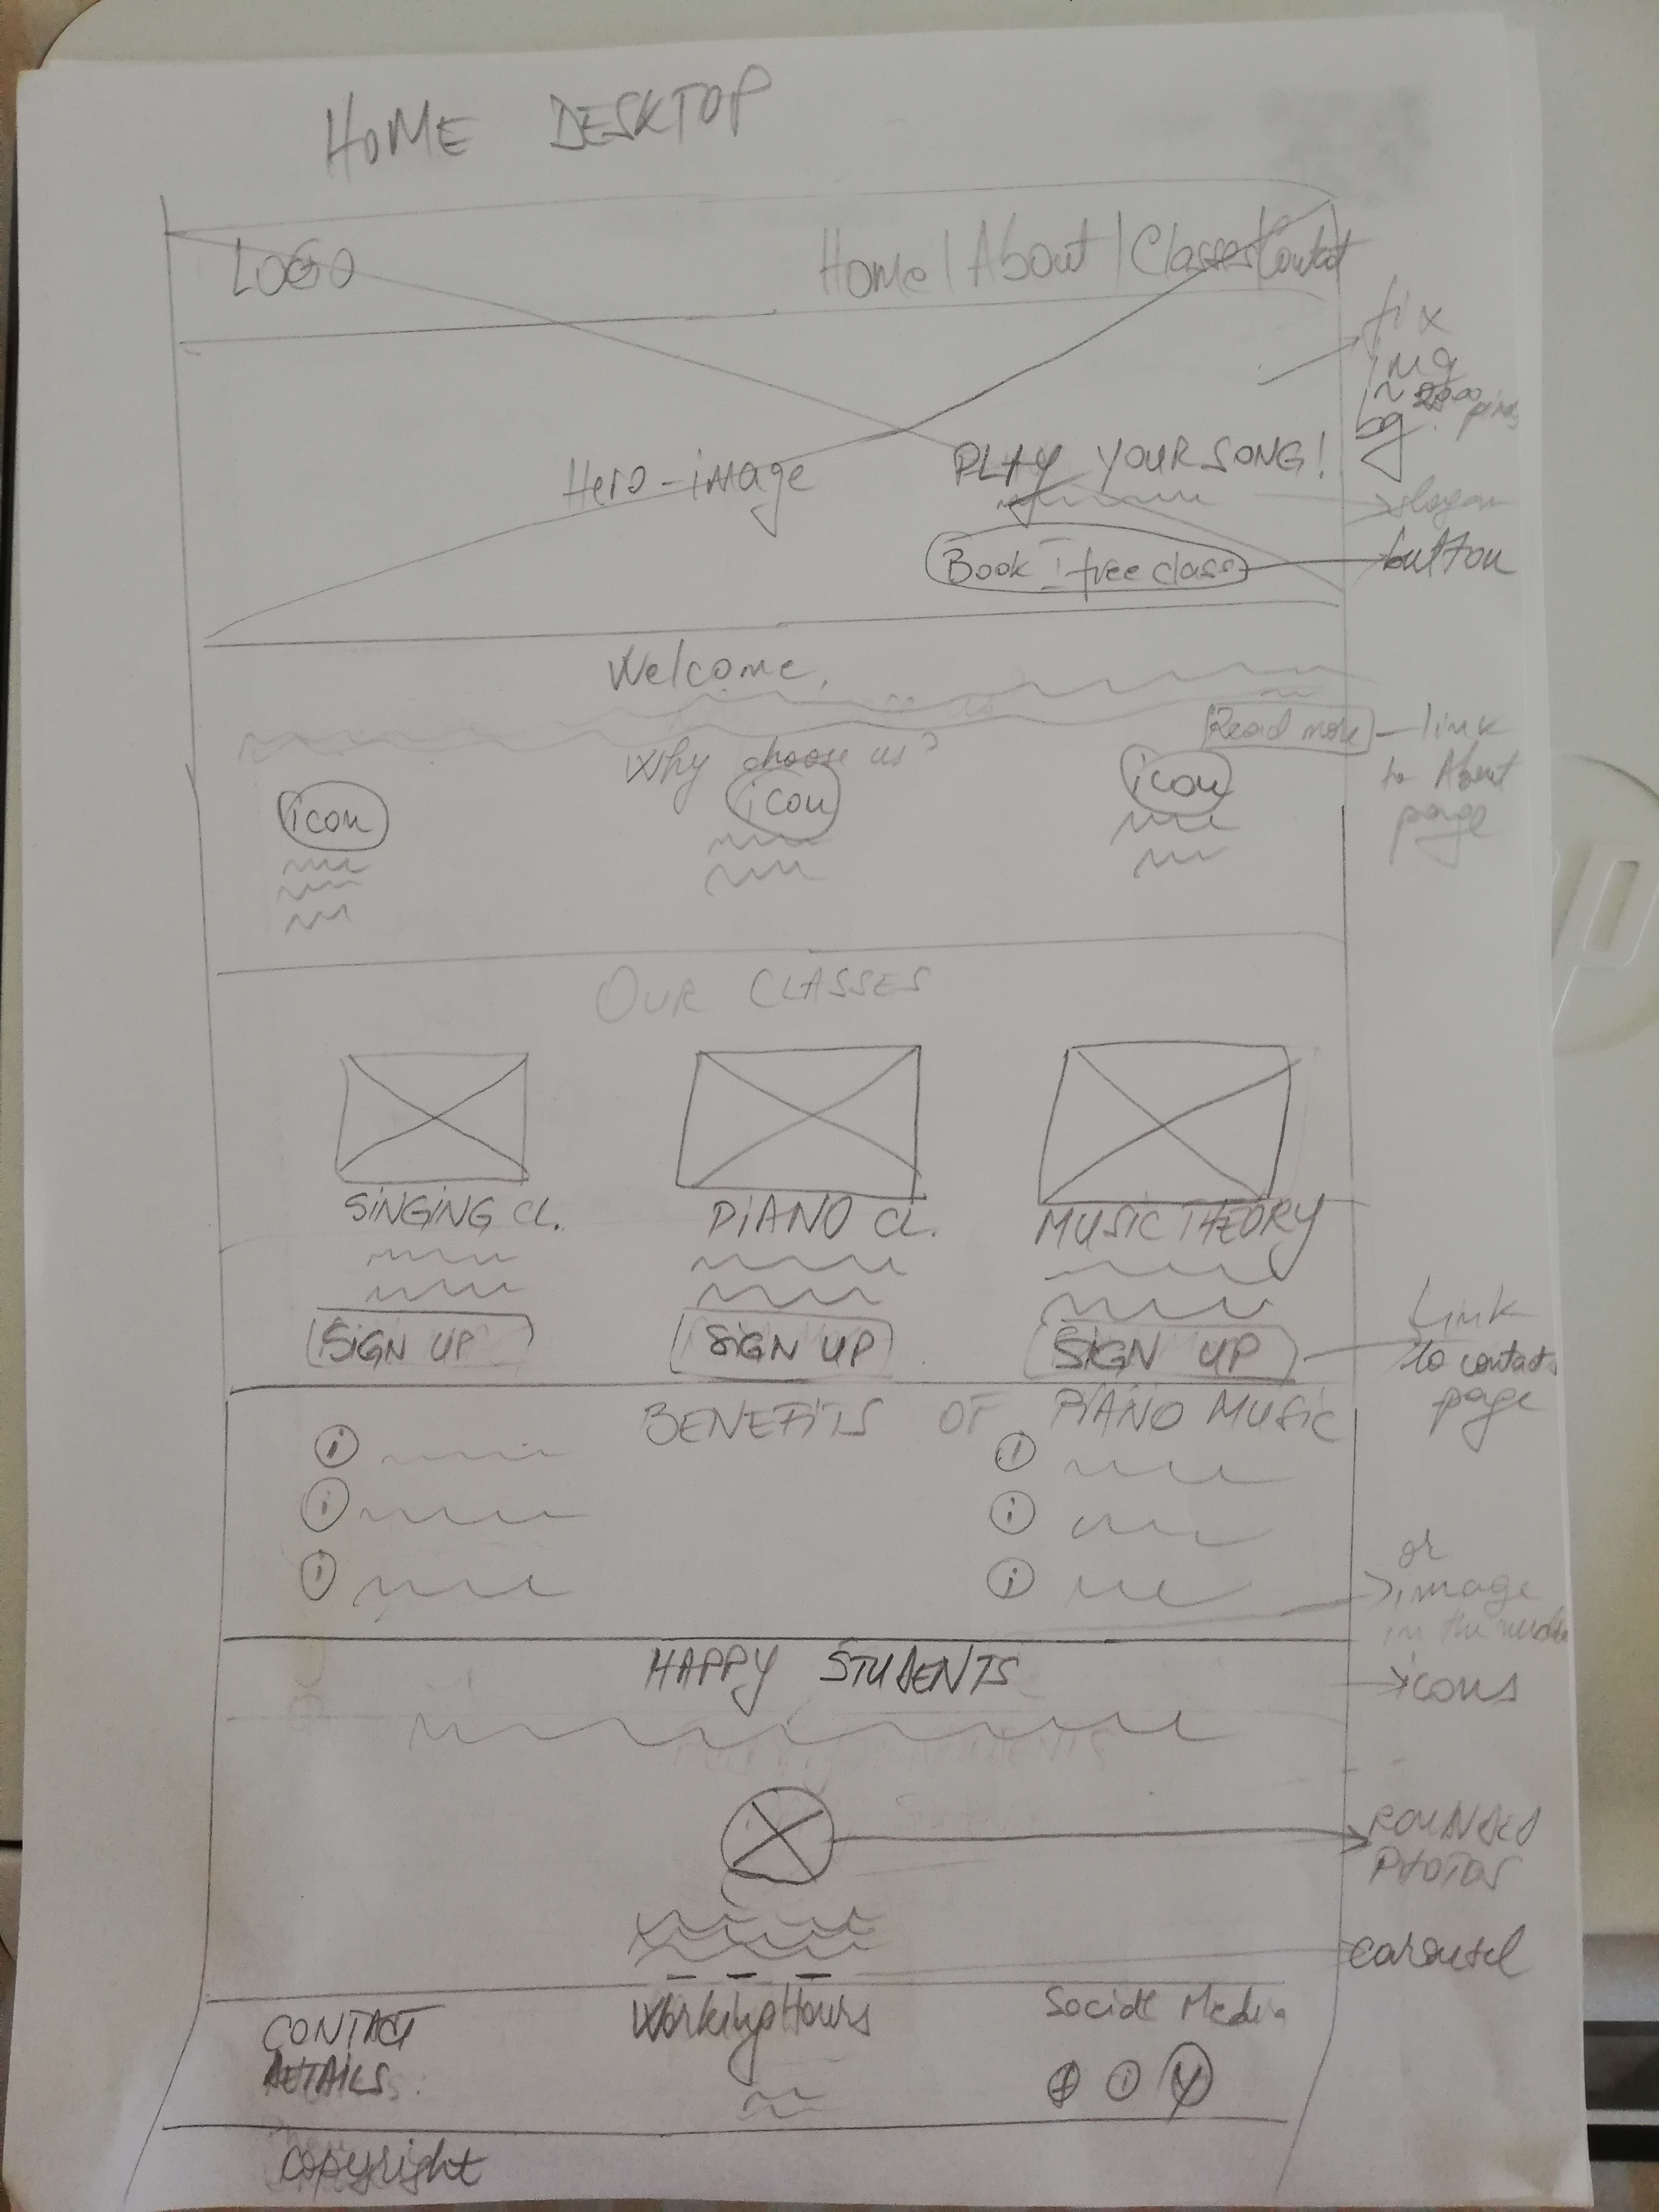 HOME DESKTOP
LOGO
Home | About | Classes | Contact
fix
img
~ 2000
bg.
Hero-image
PLAY YOUR SONG!
slogan
Book 1 free class
button
Welcome,
Read more
link
to About
page
Why choose us?
icon
icon
icon
OUR CLASSES
SINGING CL.
PIANO CL.
MUSIC THEORY
SIGN UP
SIGN UP
SIGN UP
Link
to contacts
page
BENEFITS OF PIANO MUSIC
i
i
i
i
i
i
or
image
in the middle
HAPPY STUDENTS
icons
ROUNDED
PHOTOS
carousel
CONTACT
DETAILS:
Working Hours
Social Media
f i y
Copyright
hp